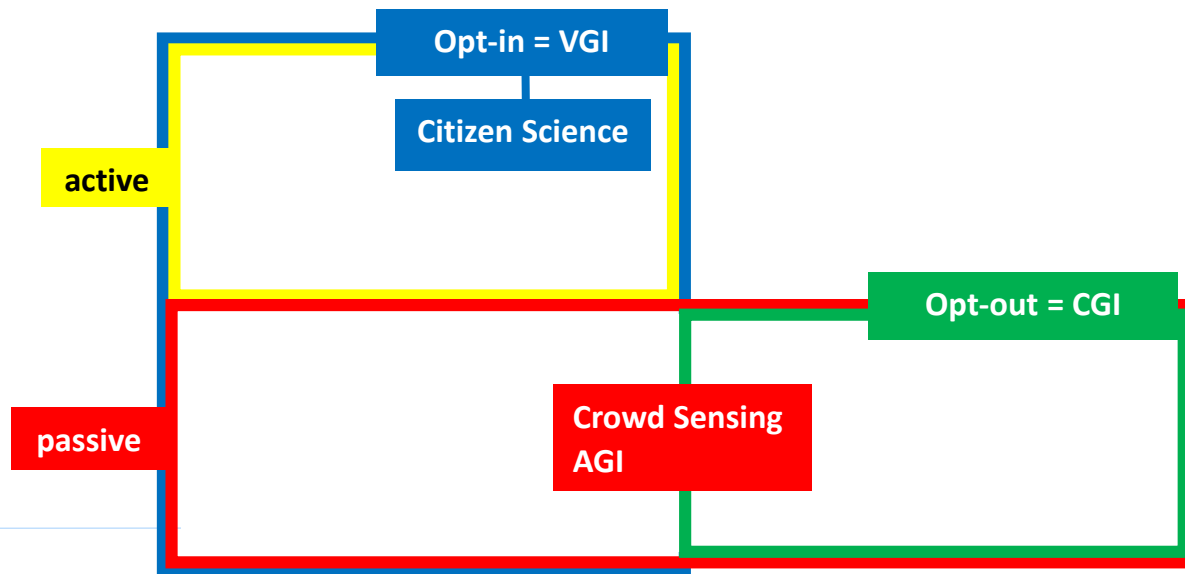 Opt-in = VGI
Citizen Science
active
Opt-out = CGI
Crowd Sensing
AGI
passive